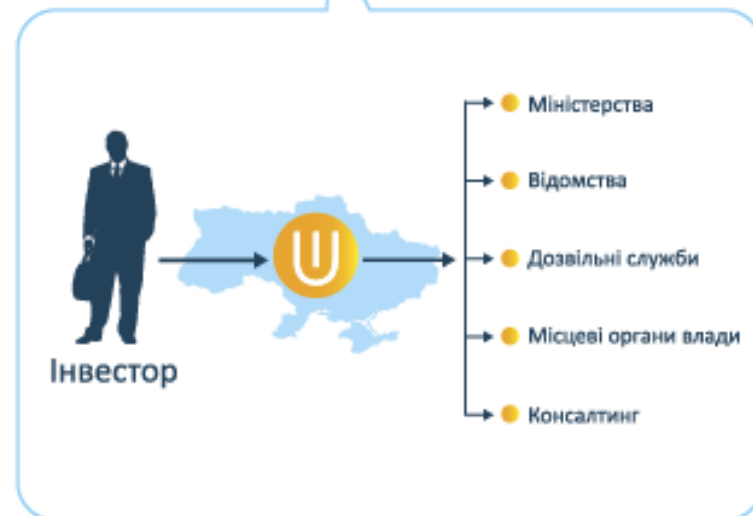 Міністерства
Відомства
Дозвільні служби
Місцеві органи влади
Консалтинг
Інвестор